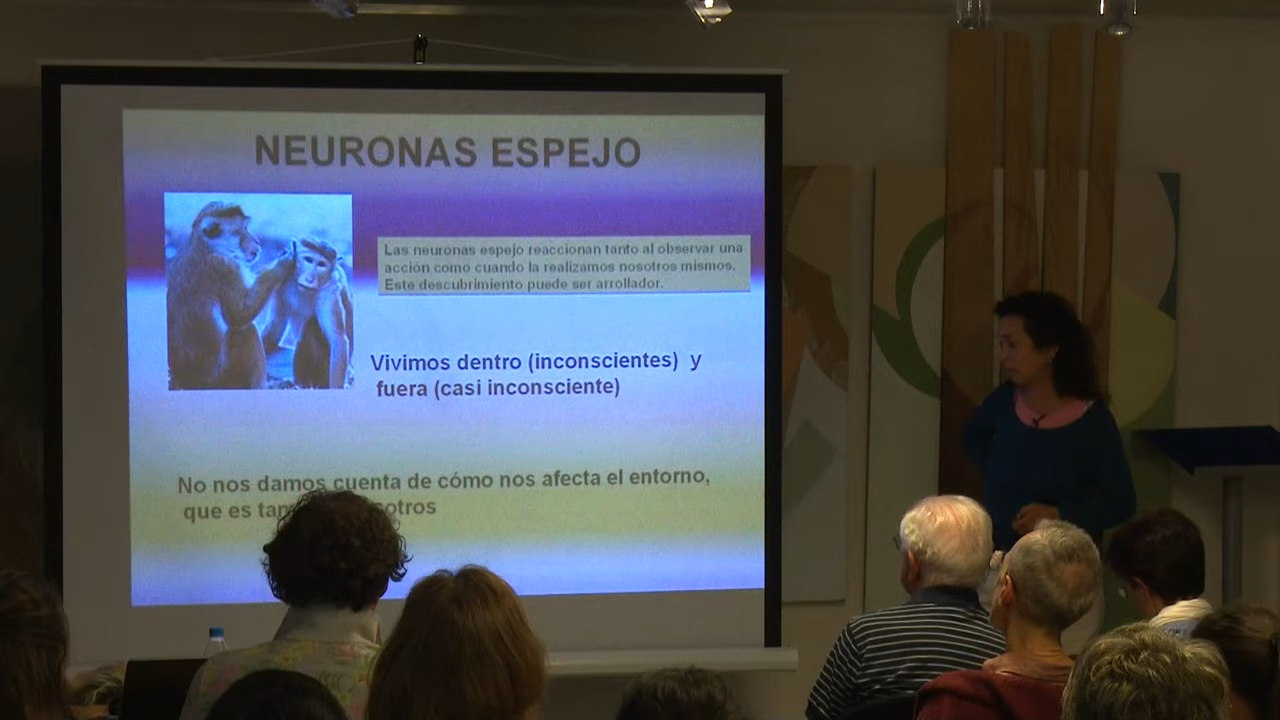 NEURONAS ESPEJO
Las neuronas espejo reaccionan tanto al observar una
acción como cuando la realizamos nosotros mismos.
Este descubrimiento puede ser arrollador.
Vivimos dentro (inconscientes) y
fuera (casi inconsciente)
No nos damos cuenta de cómo nos afecta el entorno,
que es